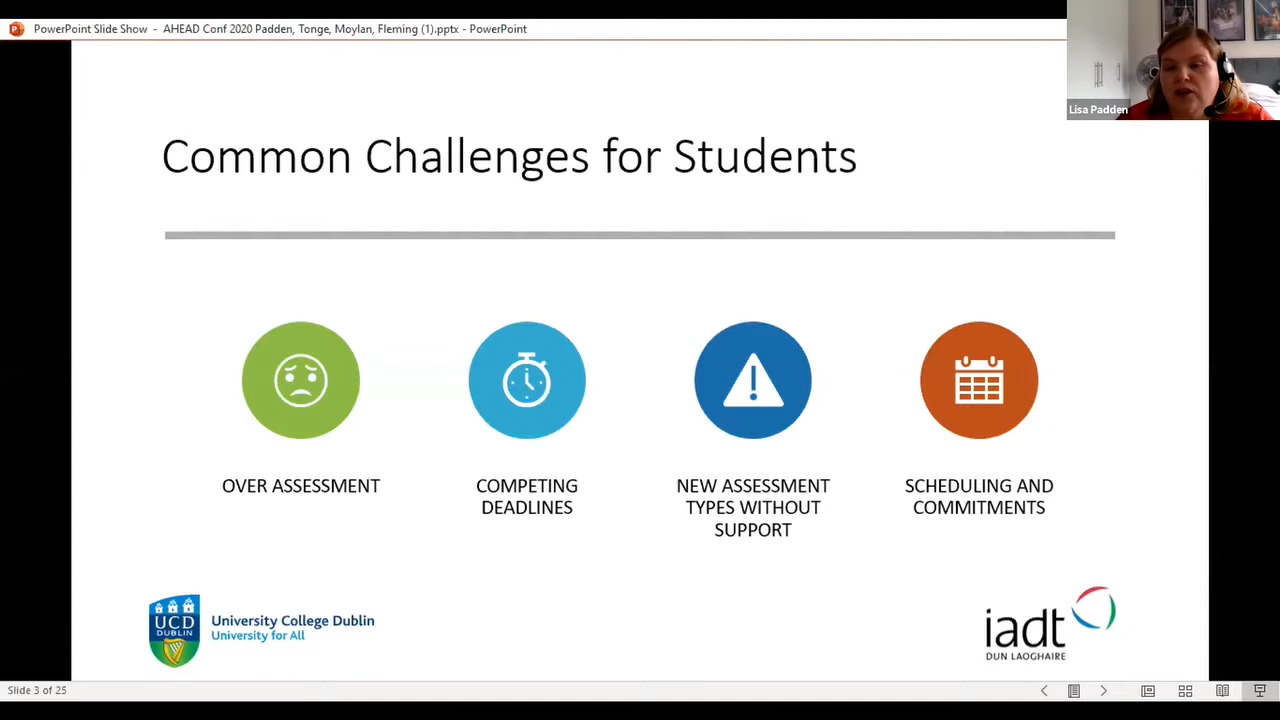 PowerPoint Slide Show - AHEAD Conf 2020 Padden, Tonge, Moylan, Fleming (1).pptx - PowerPoint
Lisa Padden
Common Challenges for Students
OVER ASSESSMENT
COMPETING
DEADLINES
NEW ASSESSMENT
TYPES WITHOUT
SUPPORT
SCHEDULING AND
COMMITMENTS
UCD
DUBLIN
University College Dublin
University for All
iadt
DUN LAOGHAIRE
Slide 3 of 25